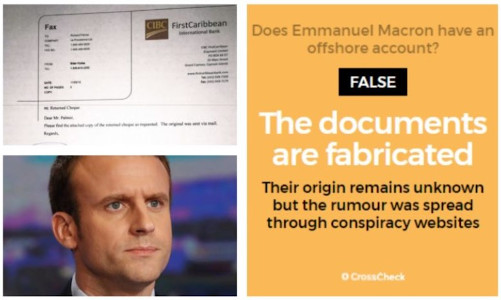 Fax
CIBC
FirstCaribbean
International Bank
Re: Returned Cheque
Dear Mr.
Please find the attached copy of the returned cheque as requested. The original was sent via mail.
Regards,
Does Emmanuel Macron have an
offshore account?
FALSE
The documents
are fabricated
Their origin remains unknown
but the rumour was spread
through conspiracy websites
CrossCheck